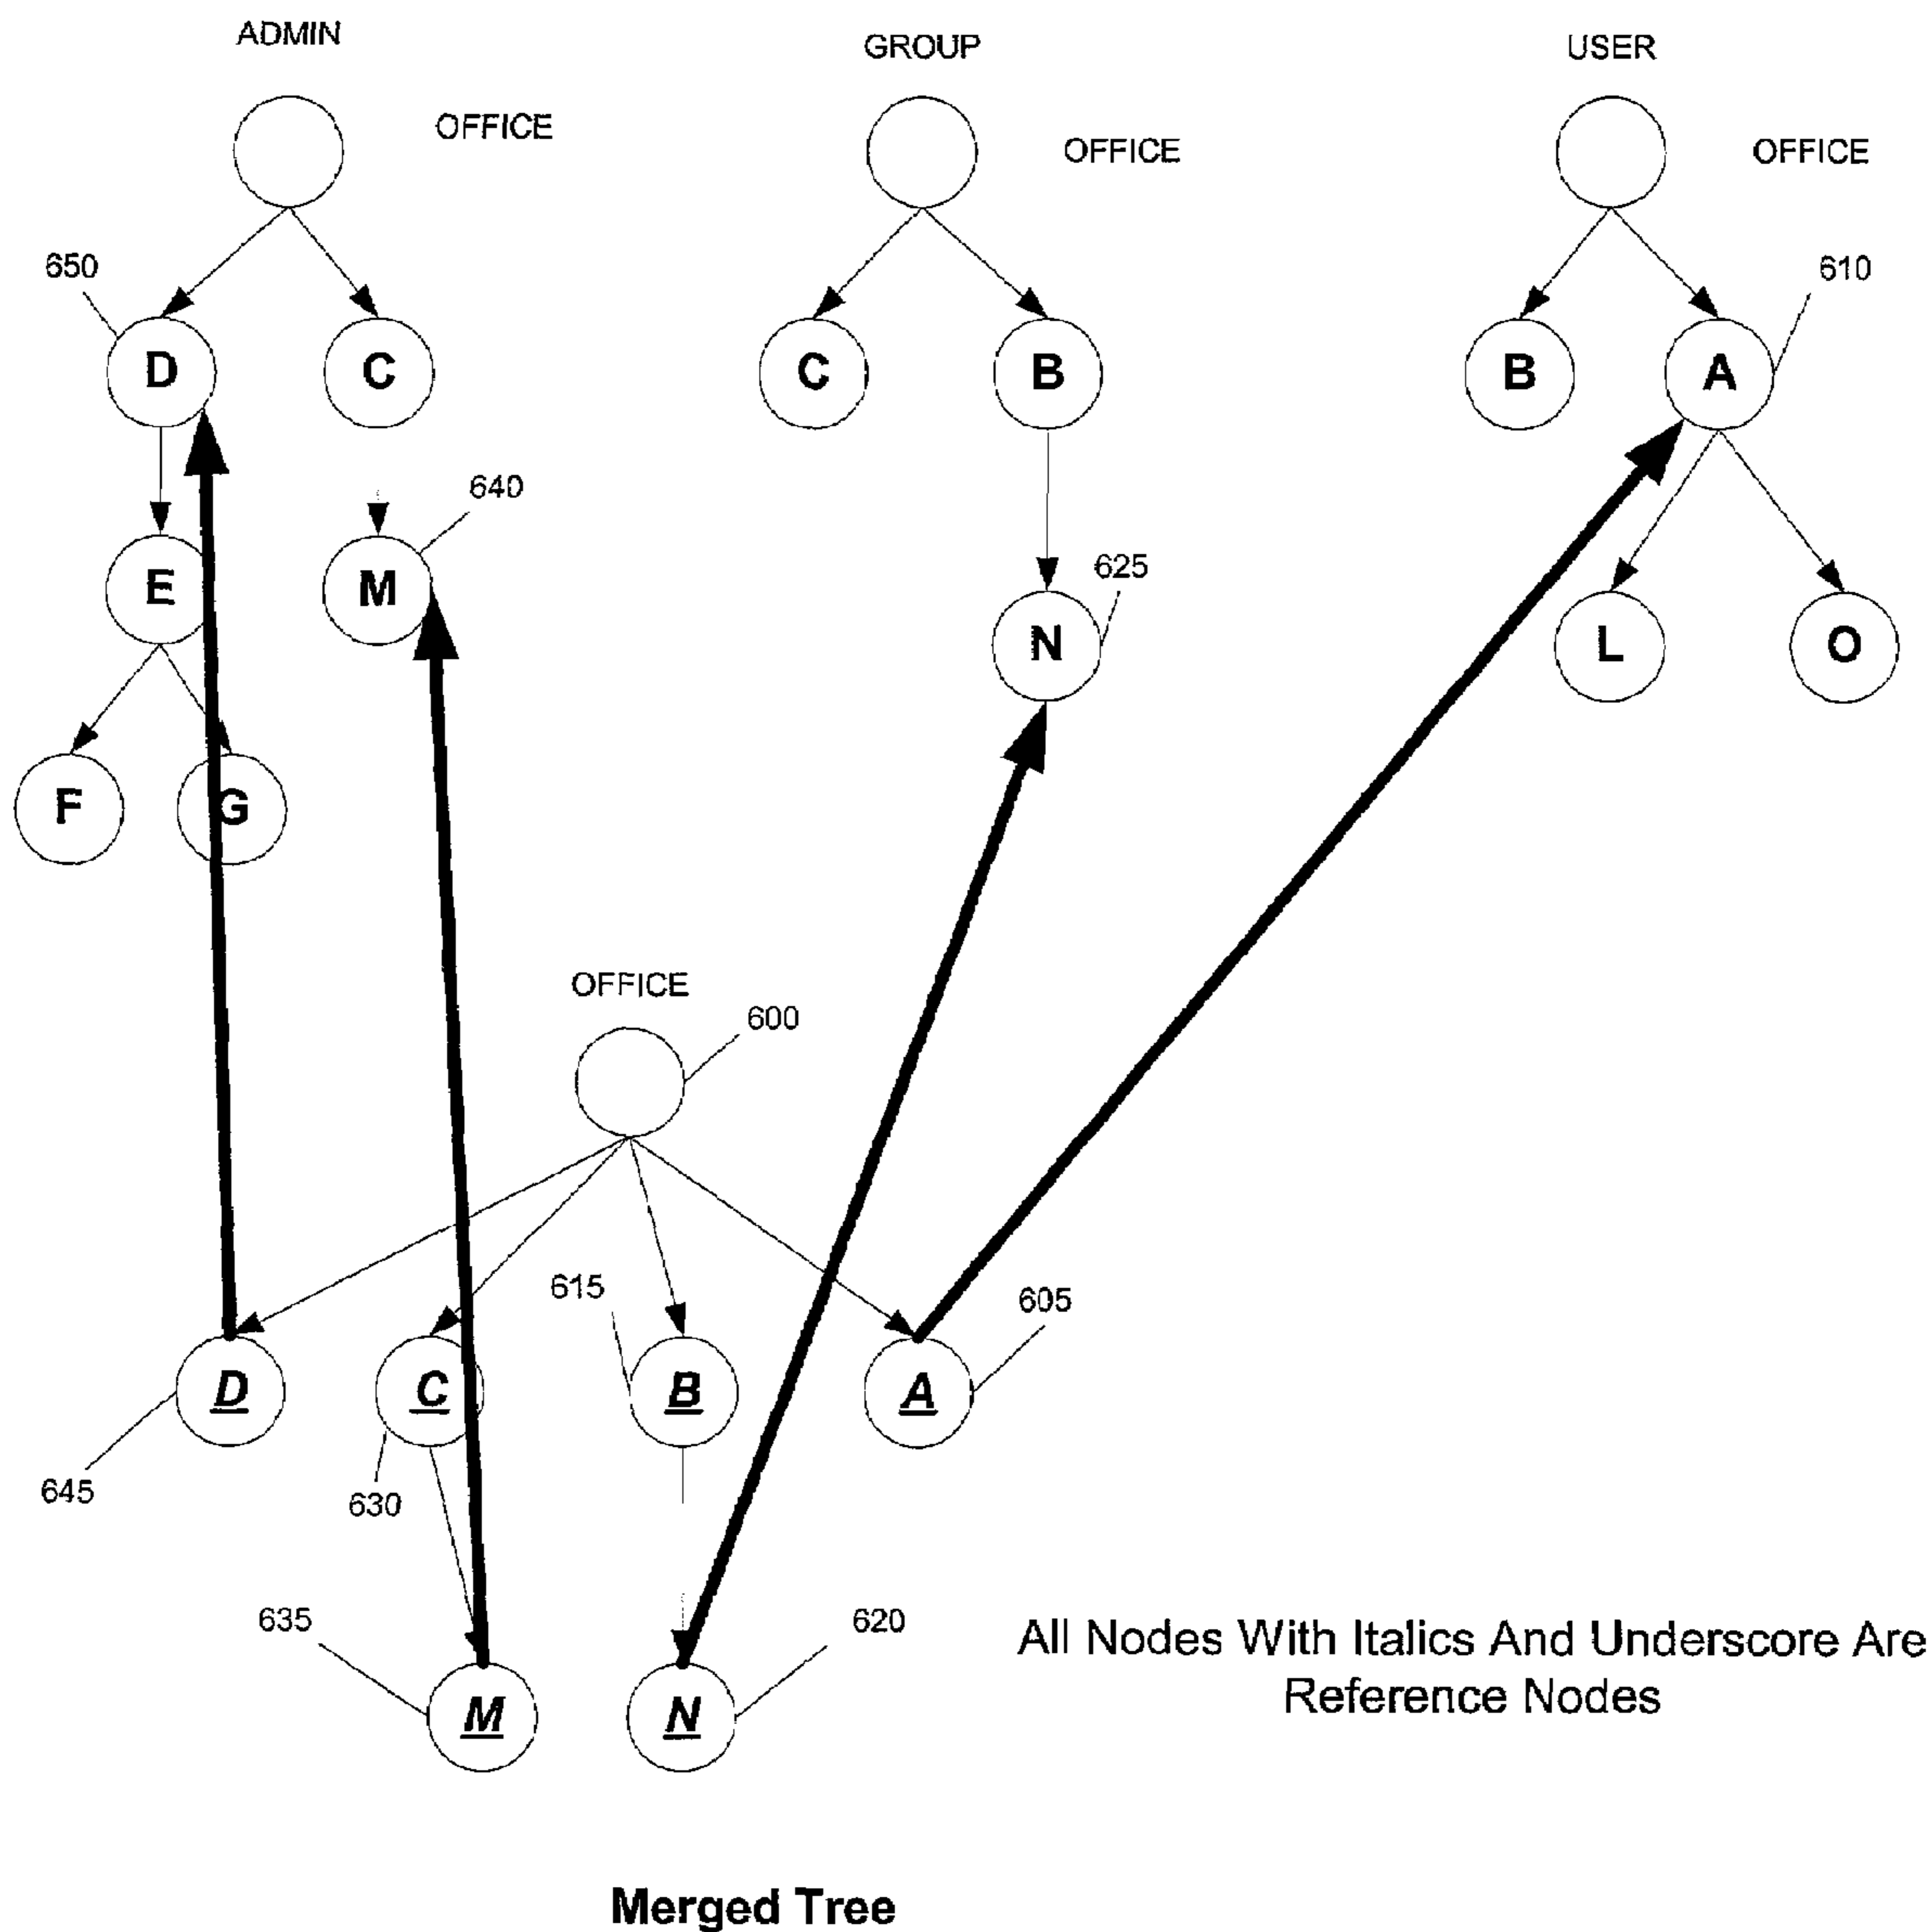 ADMIN
GROUP
USER
OFFICE
OFFICE
OFFICE
650
610
D
C
C
B
B
A
640
625
E
M
N
L
O
F
G
OFFICE
600
615
605
D
C
B
A
645
630
635
620
All Nodes With Italics And Underscore Are
Reference Nodes
M
N
Merged Tree